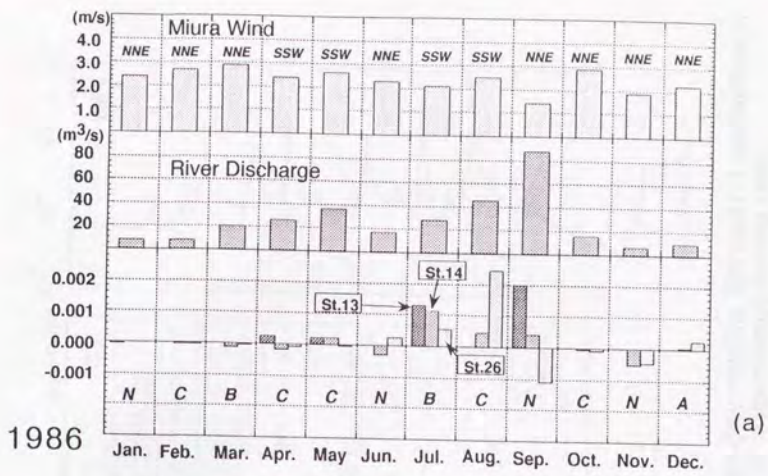 (m/s)
Miura Wind
4.0
NNE NNE NNE SSW SSW NNE SSW SSW NNE NNE NNE NNE
3.0
2.0
1.0
(m³/s)
80
River Discharge
60
40
20
0.002
St.14
St.13
0.001
0.000
St.26
-0.001
N C B C C N B C N C N A
(a)
1986
Jan. Feb. Mar. Apr. May Jun. Jul. Aug. Sep. Oct. Nov. Dec.